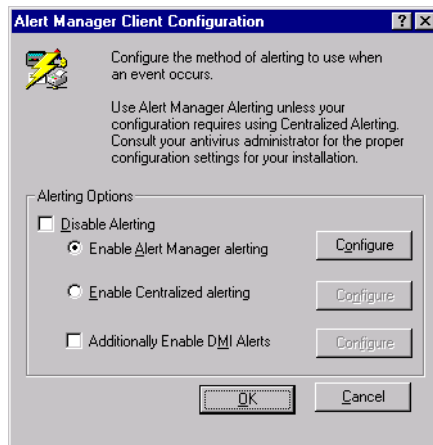 Alert Manager Client Configuration
Configure the method of alerting to use when
an event occurs.
Use Alert Manager Alerting unless your
configuration requires using Centralized Alerting.
Consult your antivirus administrator for the proper
configuration settings for your installation.
Alerting Options
Disable Alerting
Enable Alert Manager alerting
Configure
Enable Centralized alerting
Configure
Additionally Enable DMI Alerts
Configure
OK
Cancel